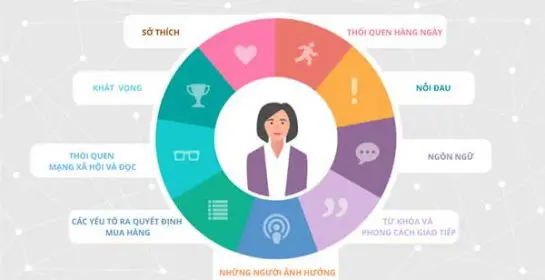 SỞ THÍCH
THÓI QUEN HÀNG NGÀY
KHÁT VỌNG
NỖI ĐAU
THÓI QUEN
MẠNG XÃ HỘI VÀ ĐỌC
NGÔN NGỮ
CÁC YẾU TỐ RA QUYẾT ĐỊNH
MUA HÀNG
TỪ KHÓA VÀ
PHONG CÁCH GIAO TIẾP
NHỮNG NGƯỜI ẢNH HƯỞNG